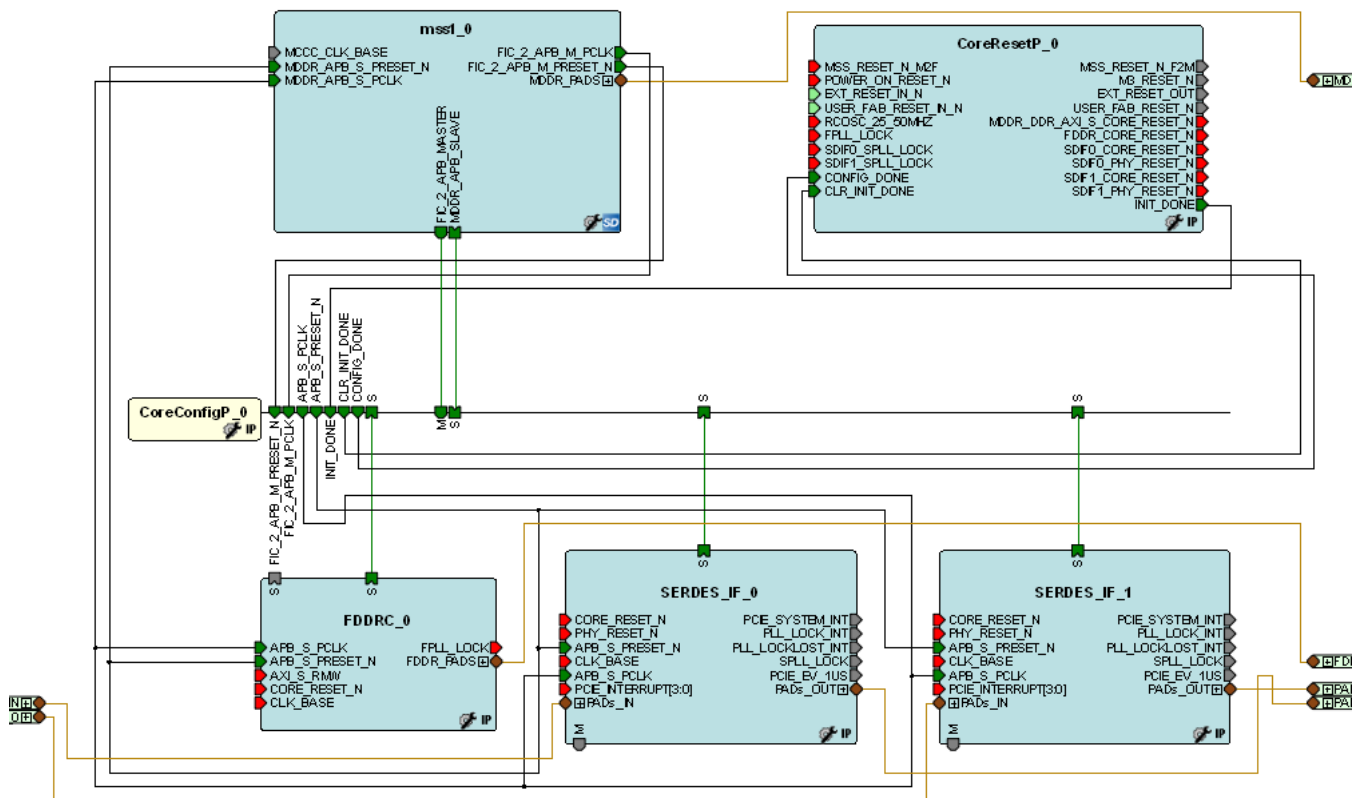 mss1_0
MCCC_CLK_BASE
MDDR_APB_S_PRESET_N
MDDR_APB_S_PCLK
FIC_2_APB_M_PCLK
FIC_2_APB_M_PRESET_N
MDDR_PADS
FIC_2_APB_MASTER
MDDR_APB_SLAVE
SD
CoreResetP_0
MSS_RESET_N_M2F
POWER_ON_RESET_N
EXT_RESET_IN_N
USER_FAB_RESET_IN_N
RCOSC_25_50MHZ
FPLL_LOCK
SDIF0_SPLL_LOCK
SDIF1_SPLL_LOCK
CONFIG_DONE
CLR_INIT_DONE
MSS_RESET_N_F2M
M3_RESET_N
EXT_RESET_OUT
USER_FAB_RESET_N
MDDR_DDR_AXI_S_CORE_RESET_N
FDDR_CORE_RESET_N
SDIF0_CORE_RESET_N
SDIF0_PHY_RESET_N
SDIF1_CORE_RESET_N
SDIF1_PHY_RESET_N
INIT_DONE
IP
MD
CoreConfigP_0
IP
FIC_2_APB_M_PRESET_N
FIC_2_APB_M_PCLK
APB_S_PCLK
APB_S_PRESET_N
INIT_DONE
CLR_INIT_DONE
CONFIG_DONE
S
M
S
S
S
FDDRC_0
S
S
APB_S_PCLK
APB_S_PRESET_N
AXI_S_RMW
CORE_RESET_N
CLK_BASE
FPLL_LOCK
FDDR_PADS
IP
SERDES_IF_0
S
CORE_RESET_N
PHY_RESET_N
APB_S_PRESET_N
CLK_BASE
APB_S_PCLK
PCIE_INTERRUPT[3:0]
PADs_IN
PCIE_SYSTEM_INT
PLL_LOCK_INT
PLL_LOCKLOST_INT
SPLL_LOCK
PCIE_EV_1US
PADs_OUT
M
IP
SERDES_IF_1
S
CORE_RESET_N
PHY_RESET_N
APB_S_PRESET_N
CLK_BASE
APB_S_PCLK
PCIE_INTERRUPT[3:0]
PADs_IN
PCIE_SYSTEM_INT
PLL_LOCK_INT
PLL_LOCKLOST_INT
SPLL_LOCK
PCIE_EV_1US
PADs_OUT
M
IP